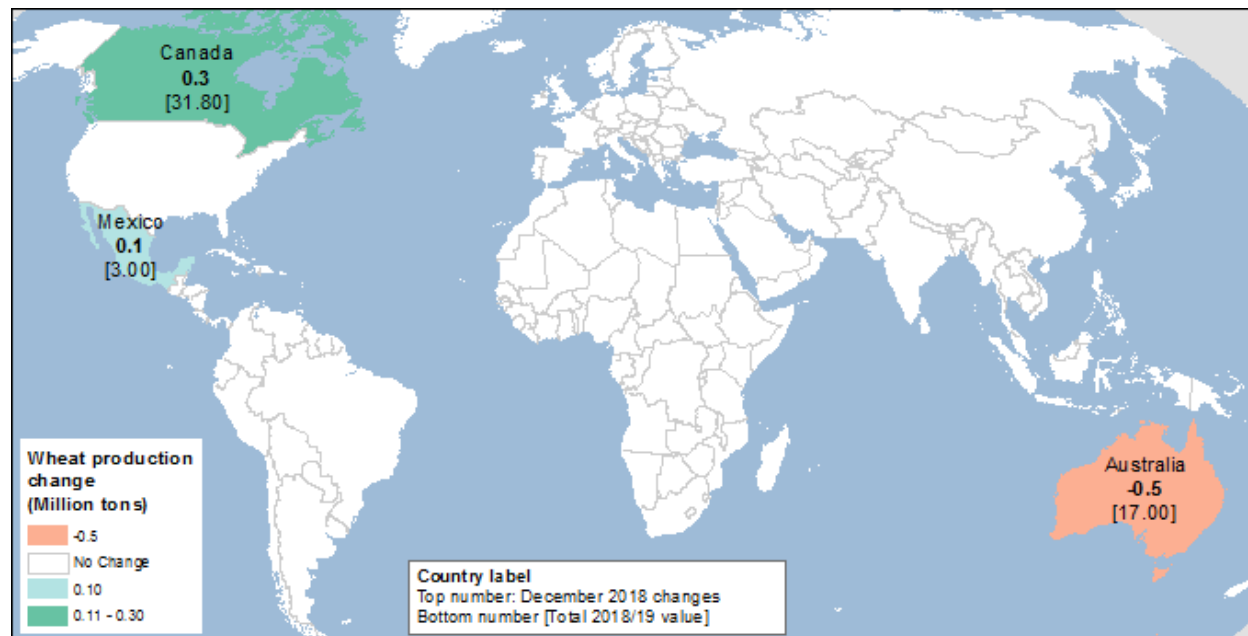 Canada
0.3
[31.80]
Mexico
0.1
[3.00]
Australia
-0.5
[17.00]
Wheat production
change
(Million tons)
-0.5
No Change
0.10
0.11 - 0.30
Country label
Top number: December 2018 changes
Bottom number [Total 2018/19 value]